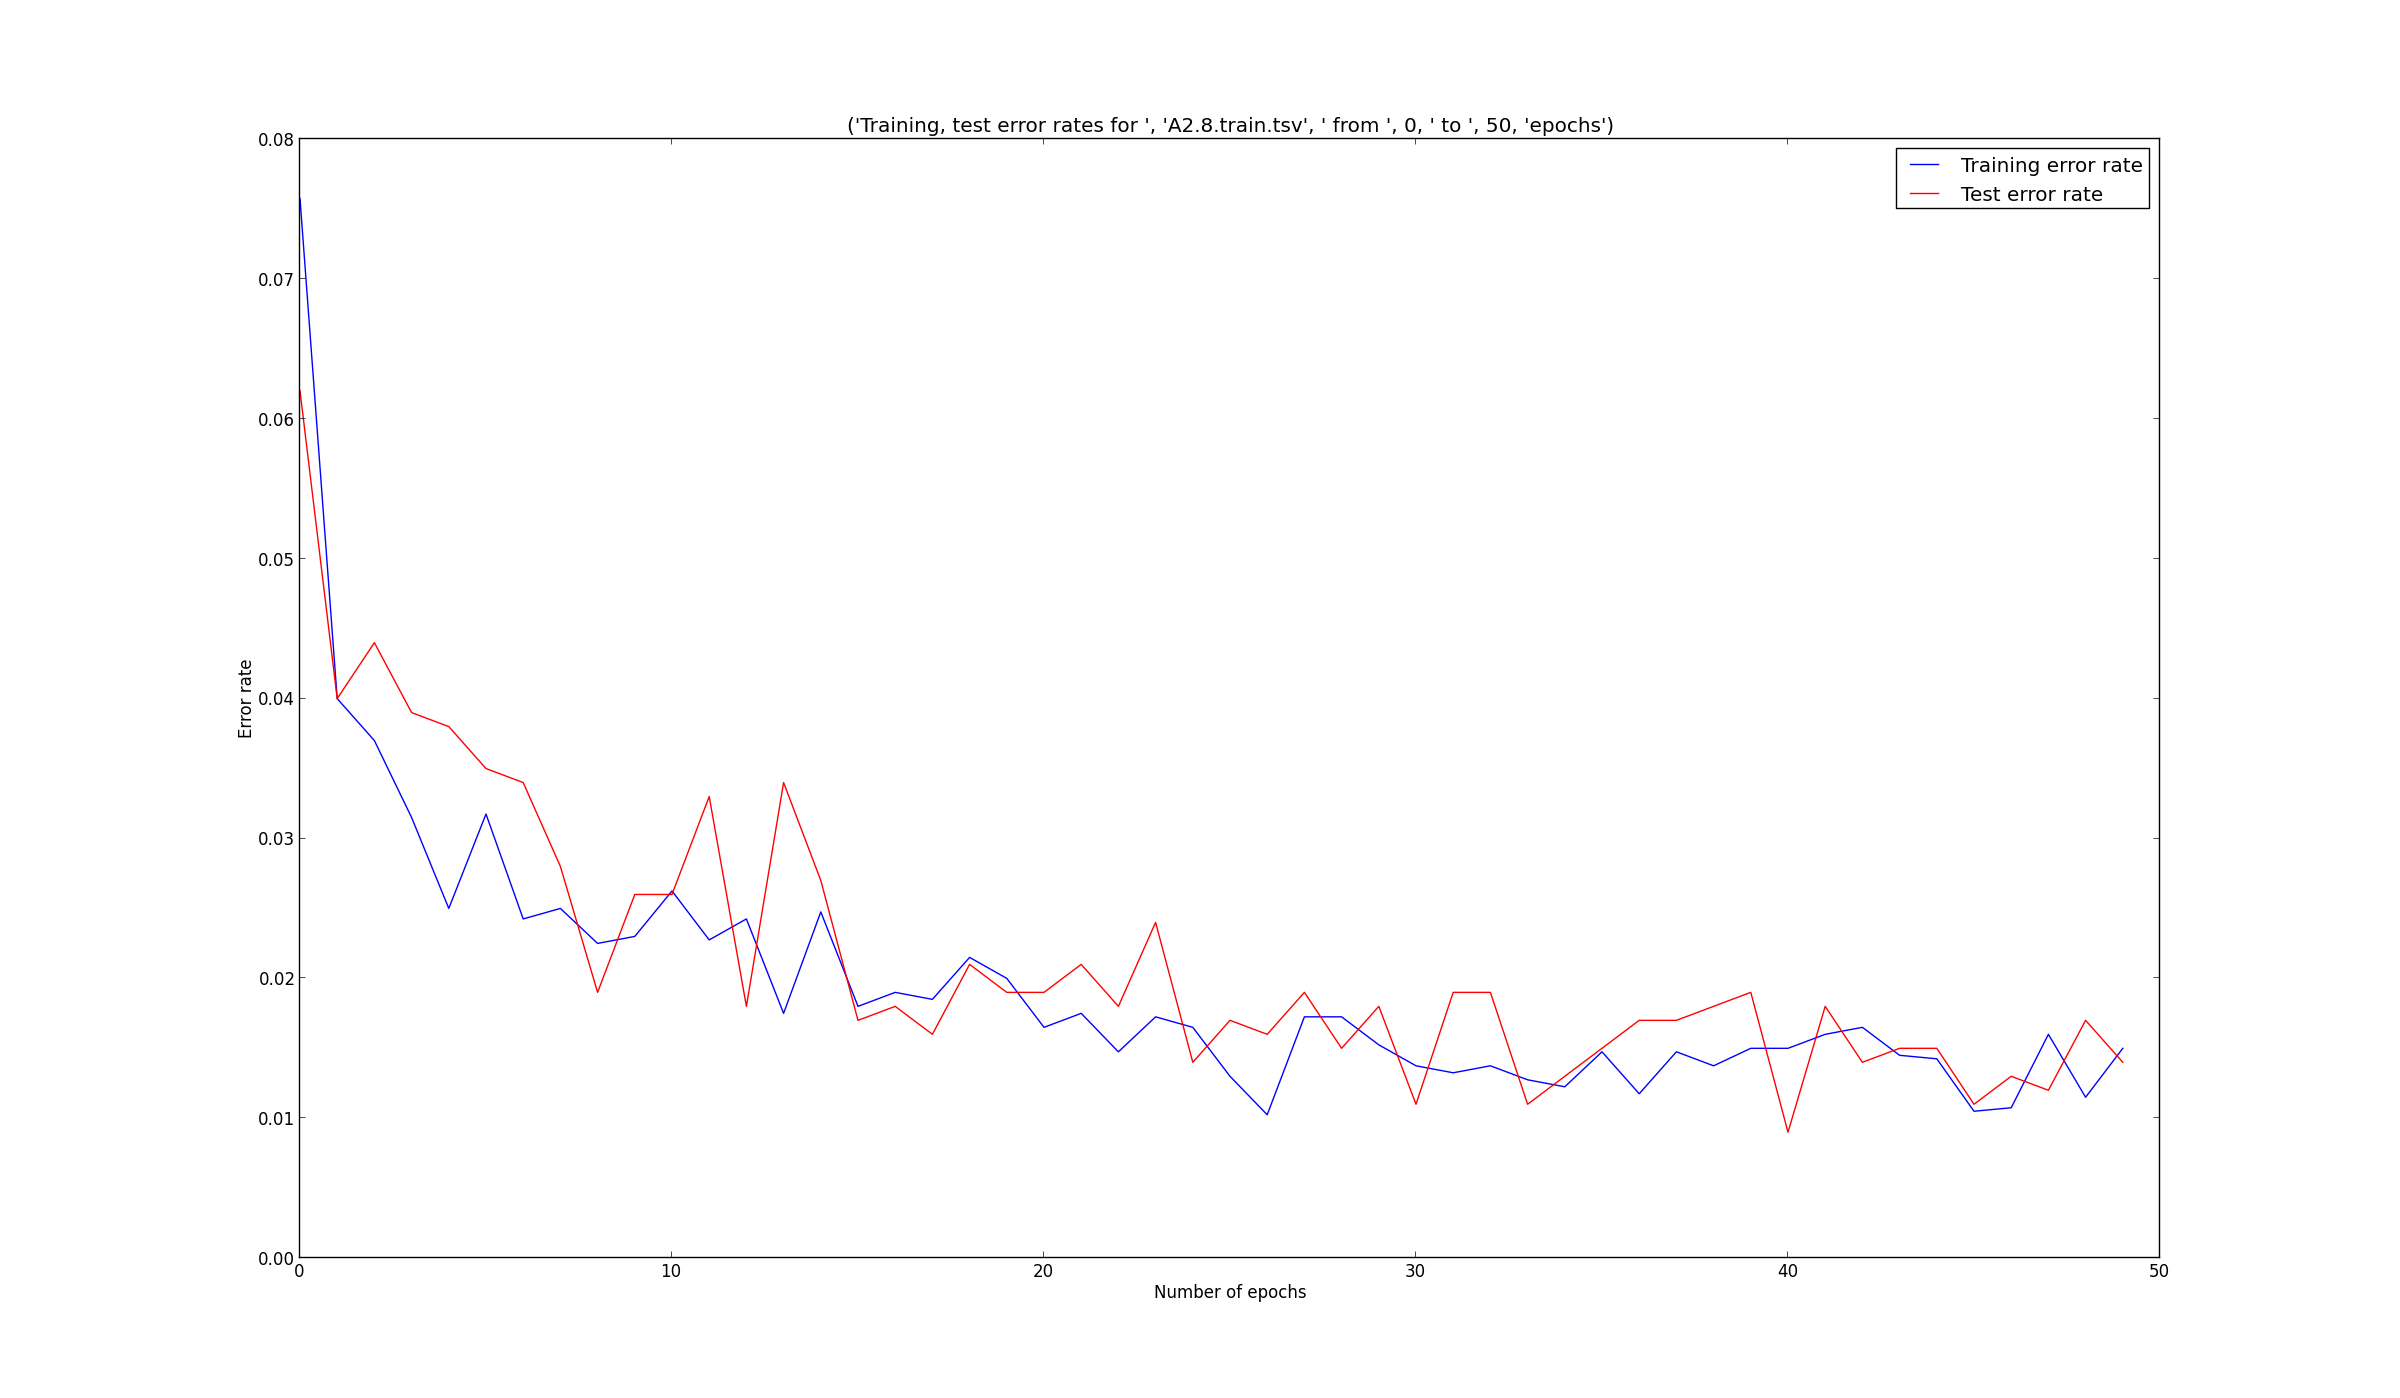 ('Training, test error rates for ', 'A2.8.train.tsv', ' from ', 0, ' to ', 50, 'epochs')
Training error rate
Test error rate
0.08
0.07
0.06
0.05
0.04
0.03
0.02
0.01
0.00
Error rate
0 10 20 30 40 50
Number of epochs